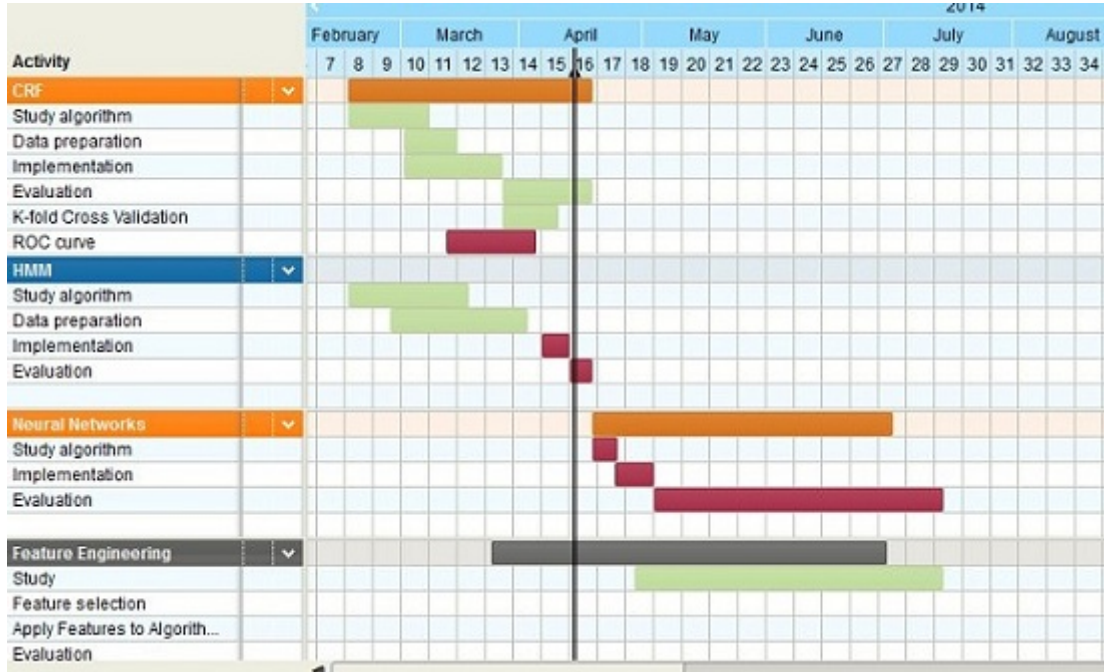 2014
February March April May June July August
Activity
7 8 9 10 11 12 13 14 15 16 17 18 19 20 21 22 23 24 25 26 27 28 29 30 31 32 33 34
CRF
Study algorithm
Data preparation
Implementation
Evaluation
K-fold Cross Validation
ROC curve
HMM
Study algorithm
Data preparation
Implementation
Evaluation
Neural Networks
Study algorithm
Implementation
Evaluation
Feature Engineering
Study
Feature selection
Apply Features to Algorith...
Evaluation